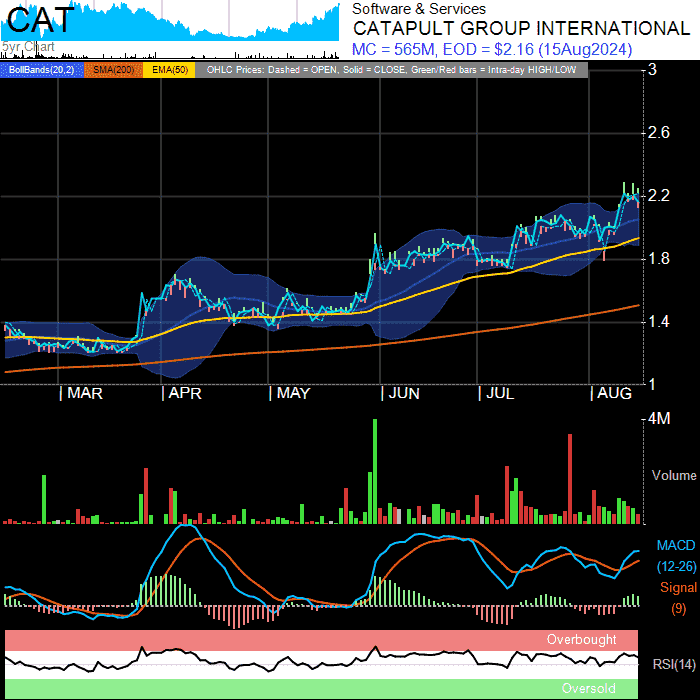 CAT
5yr Chart
Software & Services
CATAPULT GROUP INTERNATIONAL
MC = 565M, EOD = $2.16 (15Aug2024)
BollBands(20,2) SMA(200) EMA(50) OHLC Prices: Dashed = OPEN, Solid = CLOSE, Green/Red bars = Intra-day HIGH/LOW
3
2.6
2.2
1.8
1.4
1
MAR APR MAY JUN JUL AUG
4M
Volume
MACD
(12-26)
Signal
(9)
Overbought
RSI(14)
Oversold